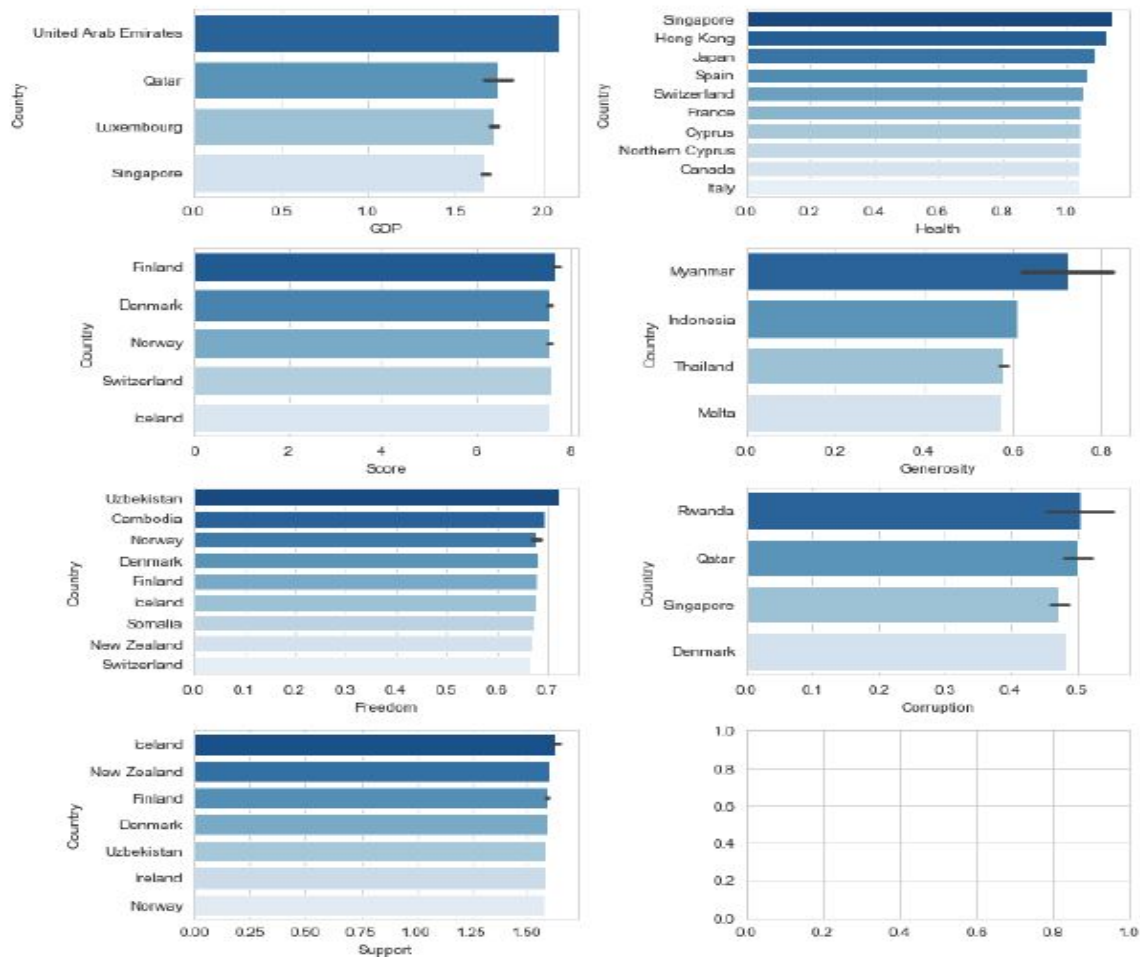 Country
United Arab Emirates
Qatar
Luxembourg
Singapore
0.0 0.5 1.0 1.5 2.0
GDP
Country
Singapore
Hong Kong
Japan
Spain
Switzerland
France
Cyprus
Northern Cyprus
Canada
Italy
0.0 0.2 0.4 0.6 0.8 1.0
Health
Country
Finland
Denmark
Norway
Switzerland
Iceland
0 2 4 6 8
Score
Country
Myanmar
Indonesia
Thailand
Malta
0.0 0.2 0.4 0.6 0.8
Generosity
Country
Uzbekistan
Cambodia
Norway
Denmark
Finland
Iceland
Somalia
New Zealand
Switzerland
0.0 0.1 0.2 0.3 0.4 0.5 0.6 0.7
Freedom
Country
Rwanda
Qatar
Singapore
Denmark
0.0 0.1 0.2 0.3 0.4 0.5
Corruption
Country
Iceland
New Zealand
Finland
Denmark
Uzbekistan
Ireland
Norway
0.00 0.25 0.50 0.75 1.00 1.25 1.50
Support
1.0
0.8
0.6
0.4
0.2
0.0
0.0 0.2 0.4 0.6 0.8 1.0